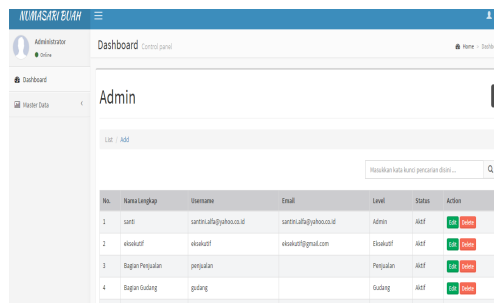 NUMASARI BUAH
Administrator
Online
Dashboard
Master Data
Dashboard Control panel
Home > Dashb
Admin
List / Add
Masukkan kata kunci pencarian disini ...
No. Nama Lengkap Username Email Level Status Action
1 santi santini.alfa@yahoo.co.id santini.alfa@yahoo.co.id Admin Aktif Edit Delete
2 eksekutif eksekutif eksekutif@gmail.com Eksekutif Aktif Edit Delete
3 Bagian Penjualan penjualan Penjualan Aktif Edit Delete
4 Bagian Gudang gudang Gudang Aktif Edit Delete